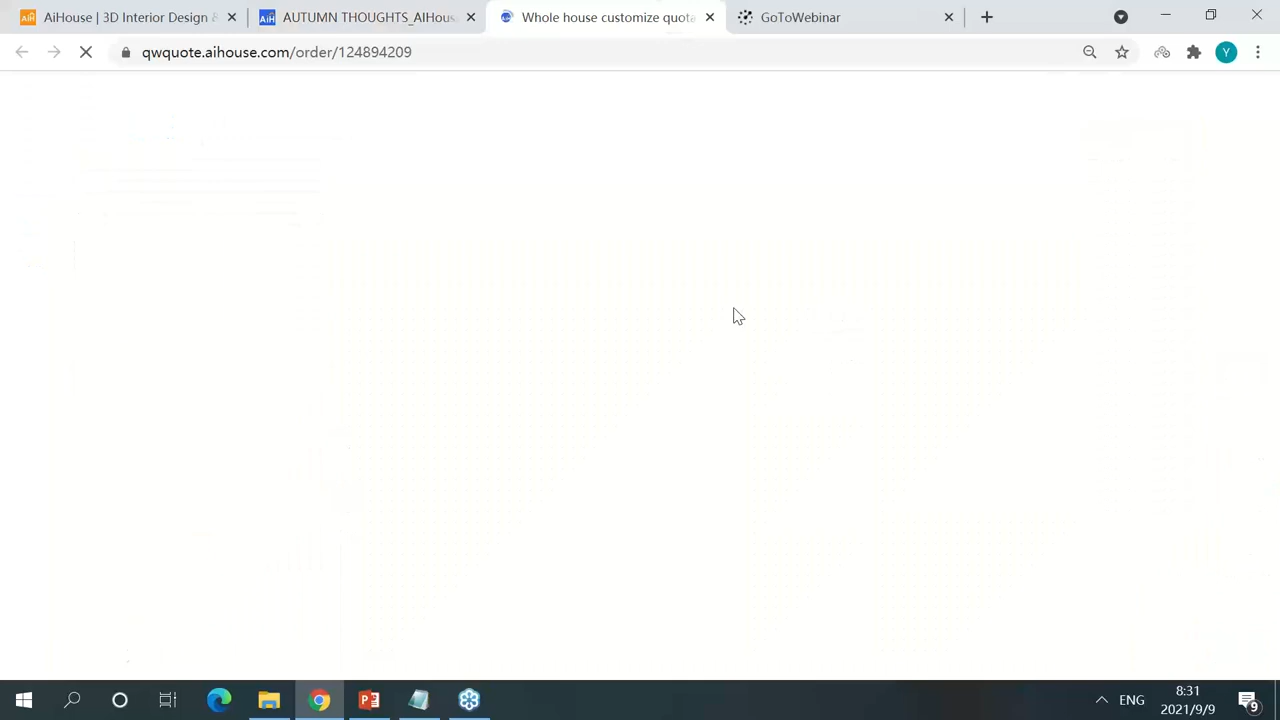 AiHouse | 3D Interior Design &
AUTUMN THOUGHTS_AIHous
Whole house customize quota
GoToWebinar
qwquote.aihouse.com/order/124894209
Y
ENG
8:31
2021/9/9
9